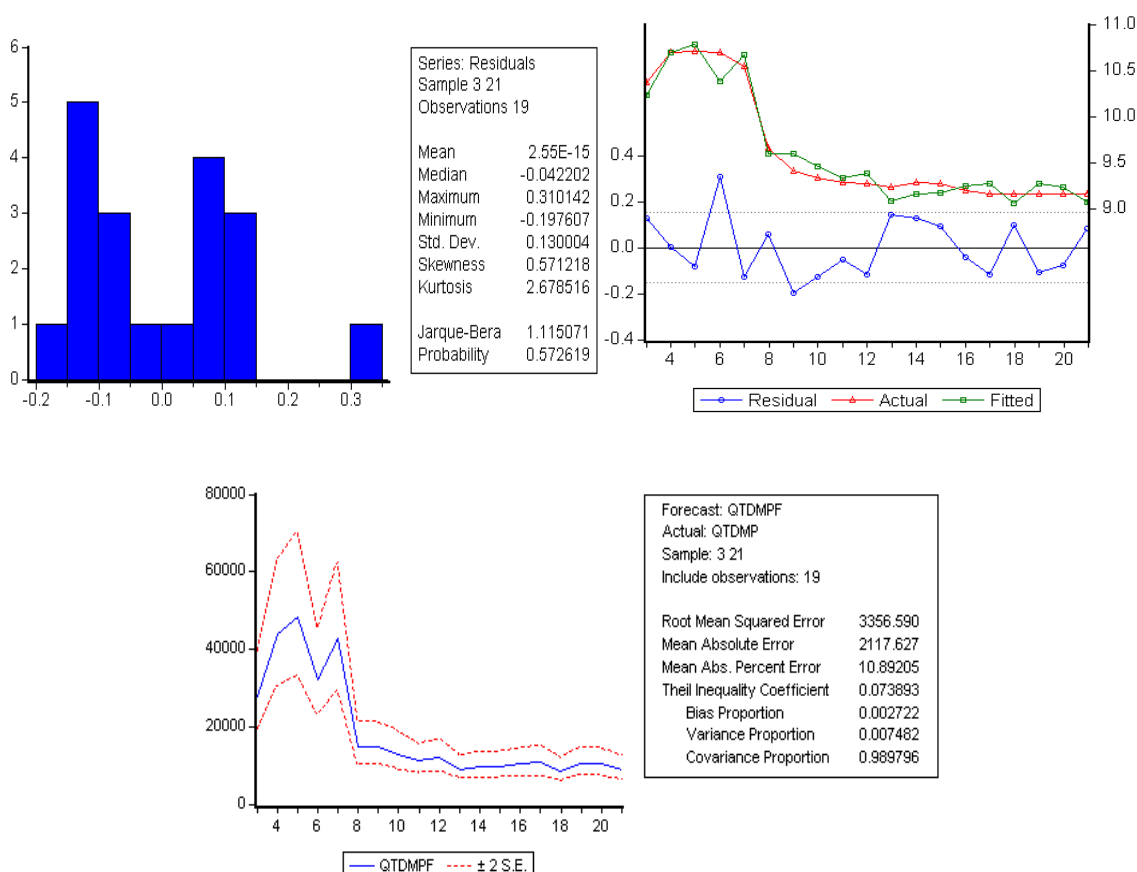 6
5
4
3
2
1
0
-0.2 -0.1 0.0 0.1 0.2 0.3
Series: Residuals
Sample 3 21
Observations 19
Mean 2.55E-15
Median -0.042202
Maximum 0.310142
Minimum -0.197607
Std. Dev. 0.130004
Skewness 0.571218
Kurtosis 2.678516
Jarque-Bera 1.115071
Probability 0.572619
11.0
10.5
10.0
9.5
9.0
0.4
0.2
0.0
-0.2
-0.4
4 6 8 10 12 14 16 18 20
Residual Actual Fitted
80000
60000
40000
20000
0
4 6 8 10 12 14 16 18 20
QTDMPF ± 2 S.E.
Forecast: QTDMPF
Actual: QTDMP
Sample: 3 21
Include observations: 19
Root Mean Squared Error 3356.590
Mean Absolute Error 2117.627
Mean Abs. Percent Error 10.89205
Theil Inequality Coefficient 0.073893
Bias Proportion 0.002722
Variance Proportion 0.007482
Covariance Proportion 0.989796